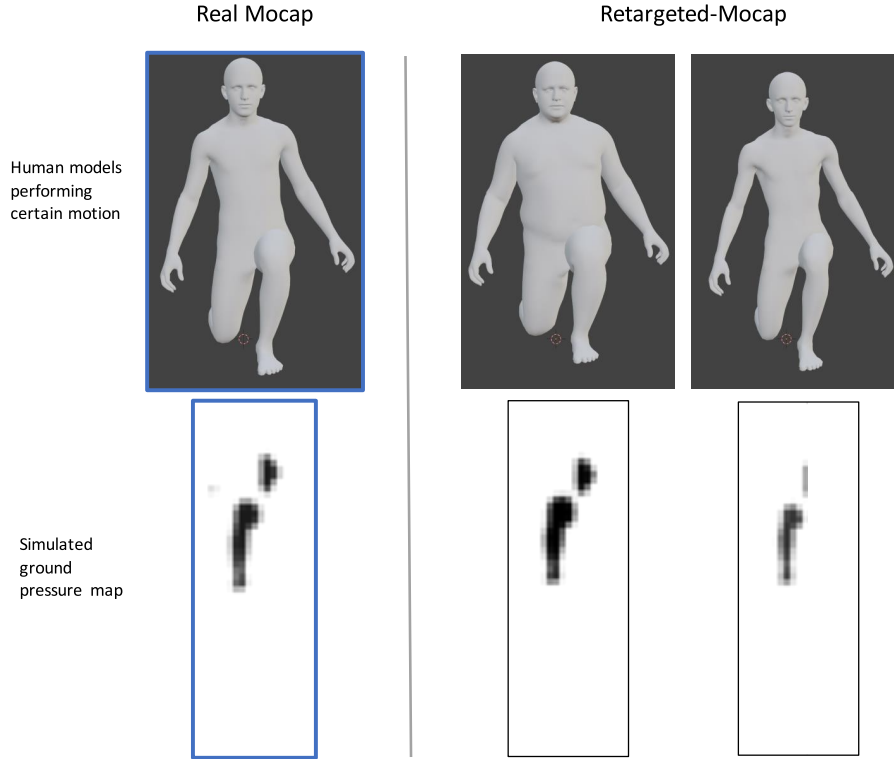 Real Mocap
Retargeted-Mocap
Human models
performing
certain motion
Simulated
ground
pressure map